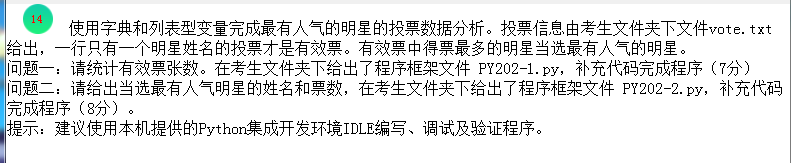 14 使用字典和列表型变量完成最有人气的明星的投票数据分析。投票信息由考生文件夹下文件vote.txt
给出，一行只有一个明星姓名的投票才是有效票。有效票中得票最多的明星当选最有人气的明星。
问题一：请统计有效票张数。在考生文件夹下给出了程序框架文件 PY202-1.py，补充代码完成程序（7分）
问题二：请给出当选最有人气明星的姓名和票数，在考生文件夹下给出了程序框架文件 PY202-2.py，补充代码
完成程序（8分）。
提示：建议使用本机提供的Python集成开发环境IDLE编写、调试及验证程序。